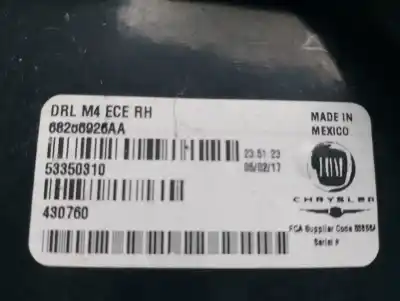 DRL M4 ECE RH
68266926AA
53350310
430760
23:51 23
05/02/17
MADE IN
MEXICO
CHRYSLER
FCA Supplier Code
Serial #